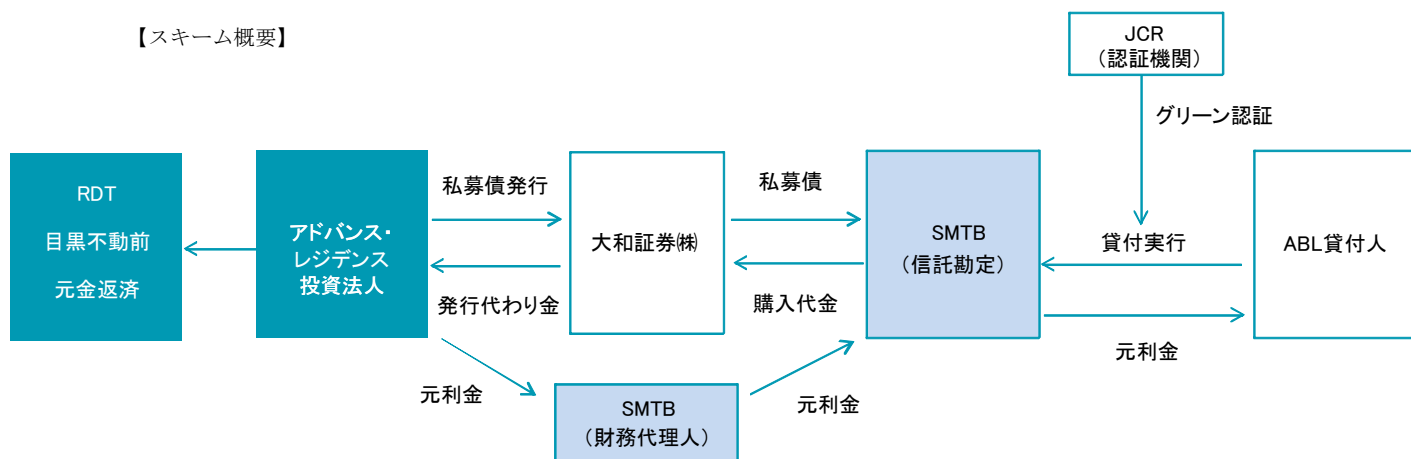 【スキーム概要】
JCR
（認証機関）
グリーン認証
RDT
目黒不動前
元金返済
アドバンス・
レジデンス
投資法人
私募債発行
発行代わり金
大和証券㈱
私募債
購入代金
SMTB
（信託勘定）
貸付実行
元利金
ABL貸付人
元利金
SMTB
（財務代理人）
元利金